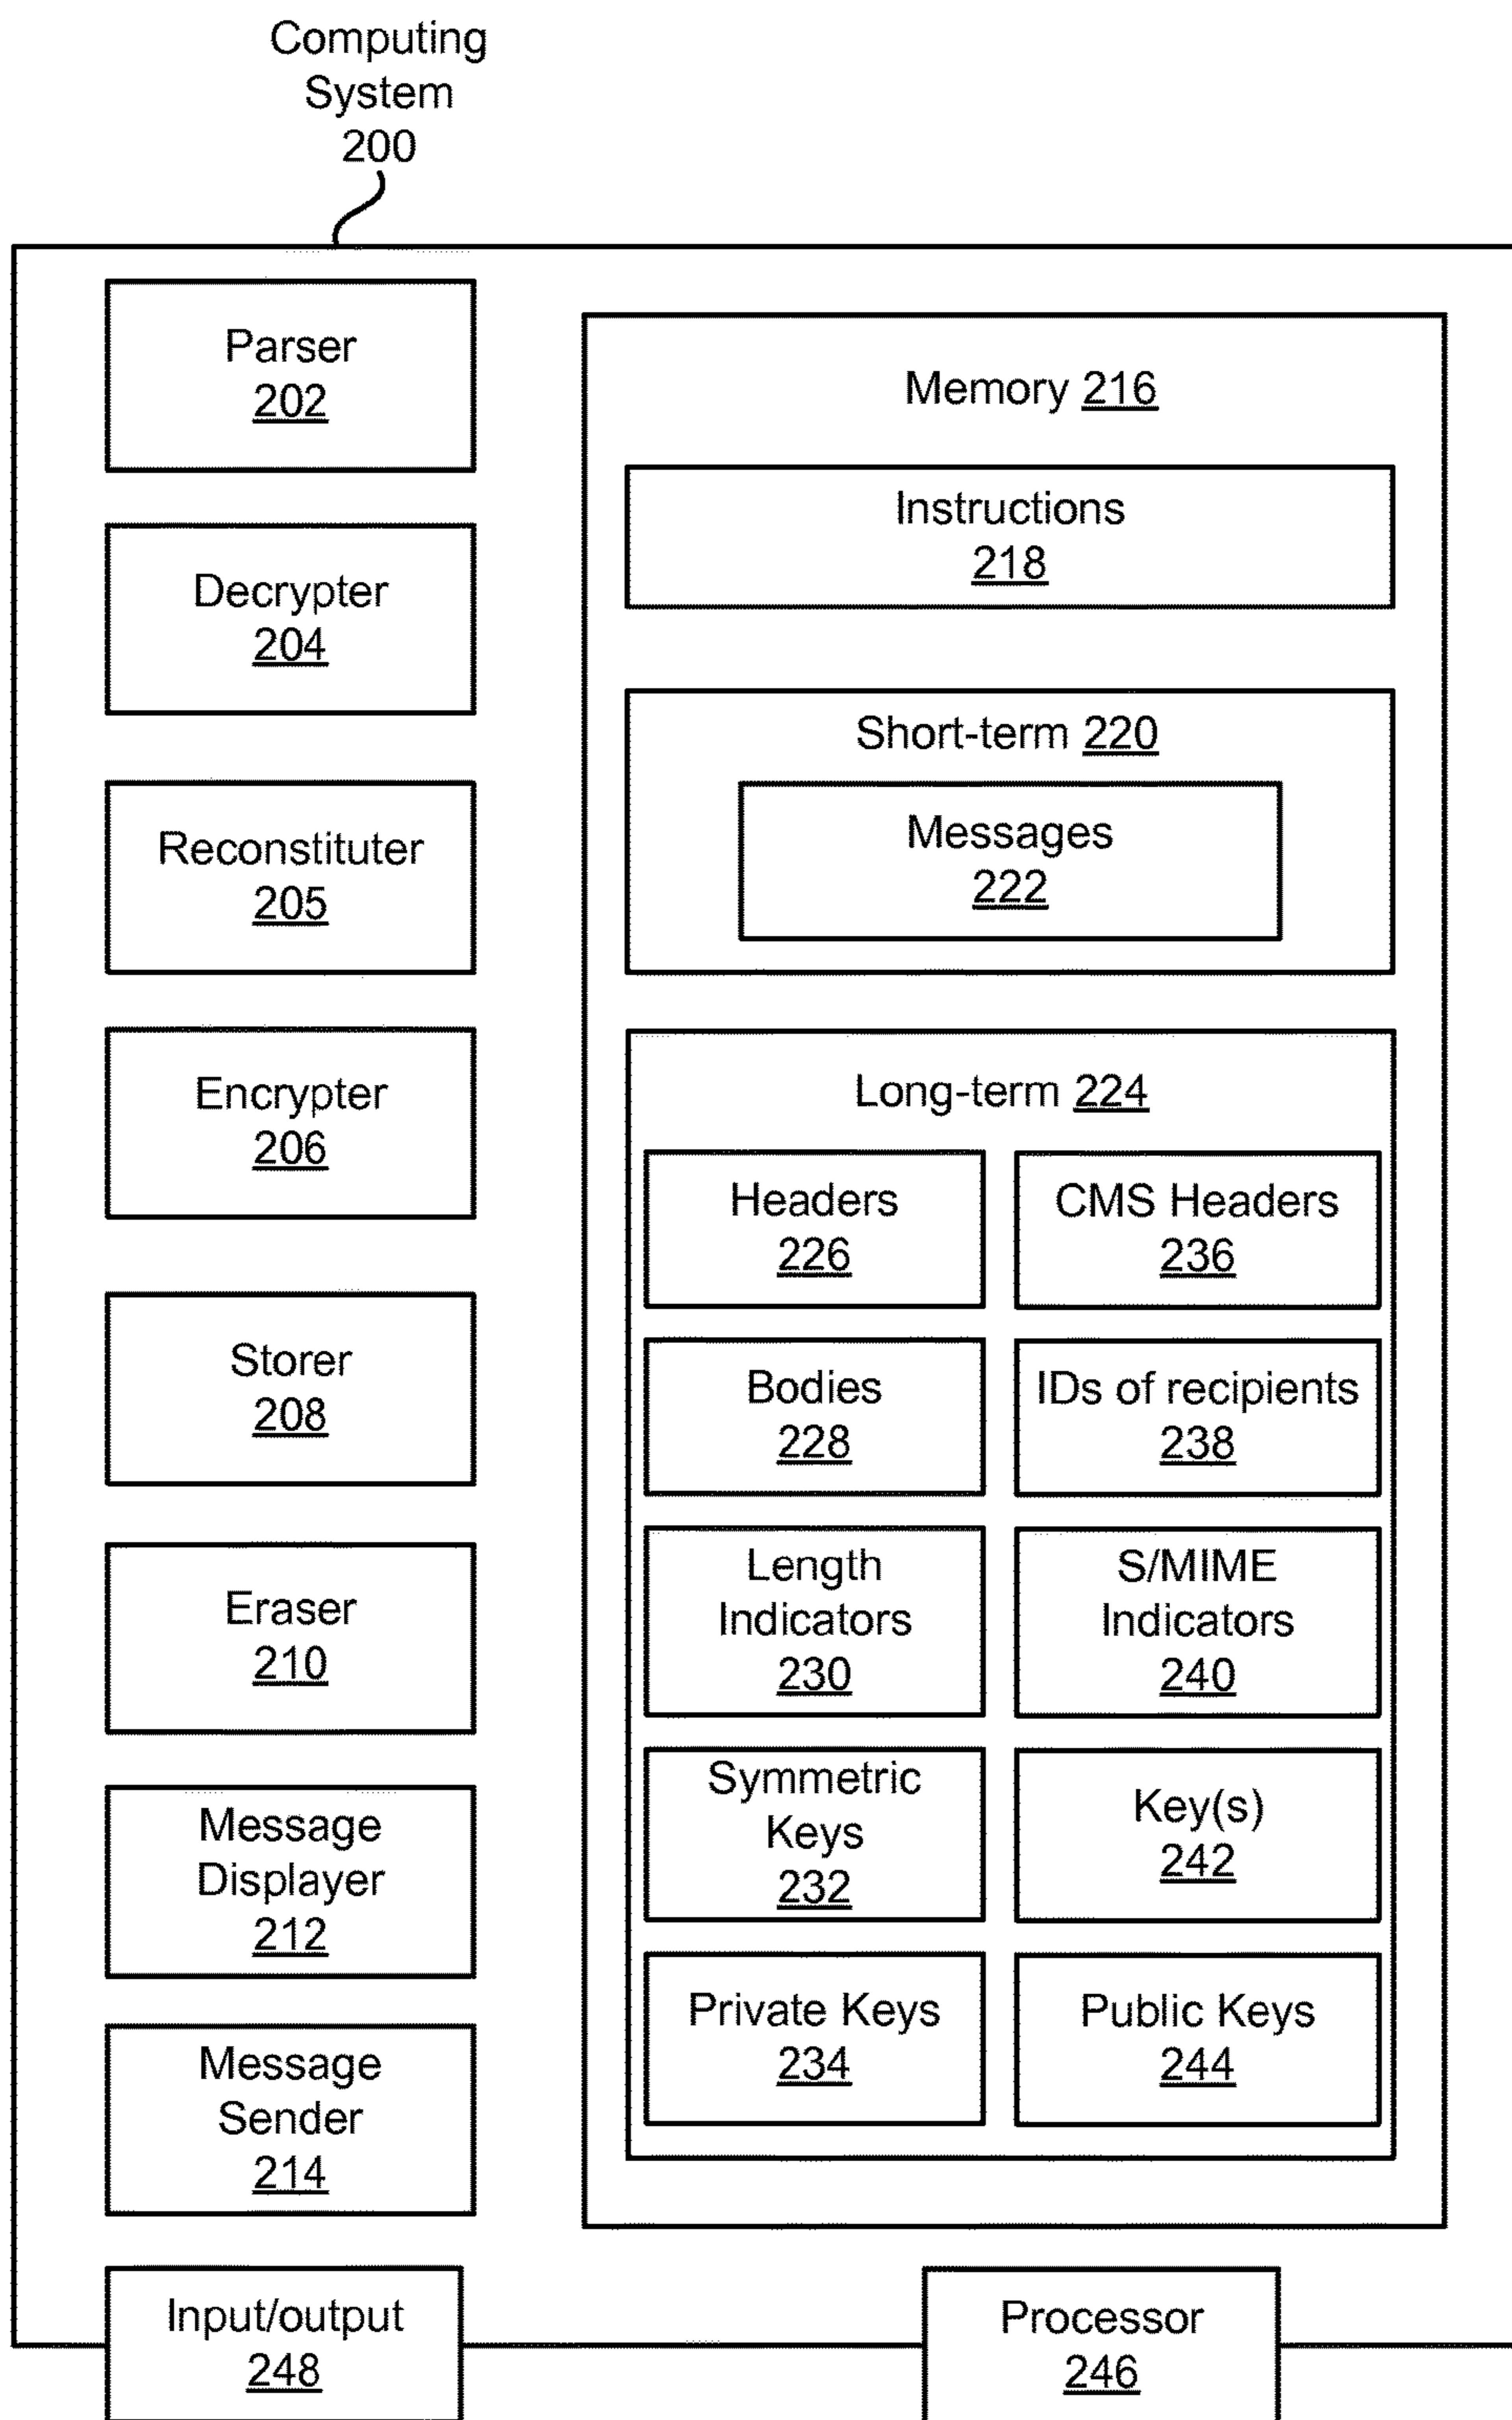 Computing
System
200
Parser
202
Decrypter
204
Reconstituter
205
Encrypter
206
Storer
208
Eraser
210
Message
Displayer
212
Message
Sender
214
Input/output
248
Memory 216
Instructions
218
Short-term 220
Messages
222
Long-term 224
Headers
226
CMS Headers
236
Bodies
228
IDs of recipients
238
Length
Indicators
230
S/MIME
Indicators
240
Symmetric
Keys
232
Key(s)
242
Private Keys
234
Public Keys
244
Processor
246